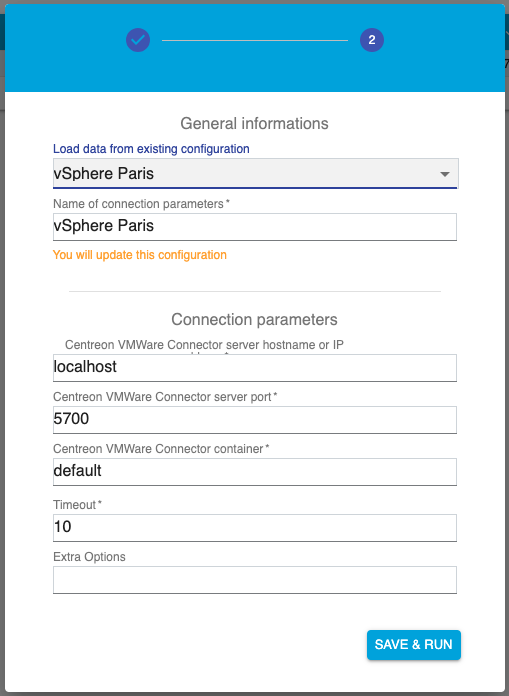 2
General informations
Load data from existing configuration
vSphere Paris
Name of connection parameters *
vSphere Paris
You will update this configuration
Connection parameters
Centreon VMWare Connector server hostname or IP
localhost
Centreon VMWare Connector server port *
5700
Centreon VMWare Connector container *
default
Timeout *
10
Extra Options
SAVE & RUN